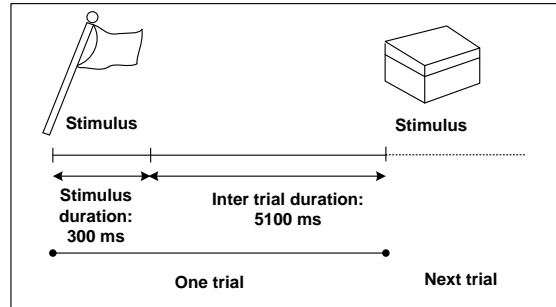 Stimulus
Stimulus
Stimulus
duration:
300 ms
Inter trial duration:
5100 ms
One trial
Next trial